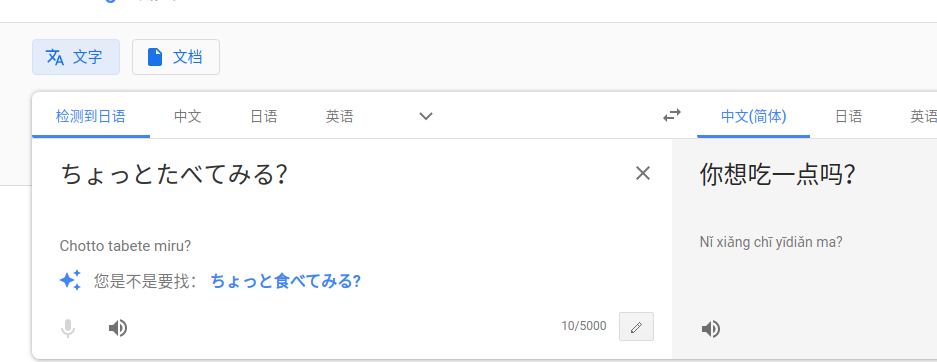 文字 文档
检测到日语 中文 日语 英语 中文(简体) 日语 英语
ちょっとたべてみる？ 你想吃一点吗？
Chotto tabete miru? Nǐ xiǎng chī yīdiǎn ma?
您是不是要找： ちょっと食べてみる?
10/5000